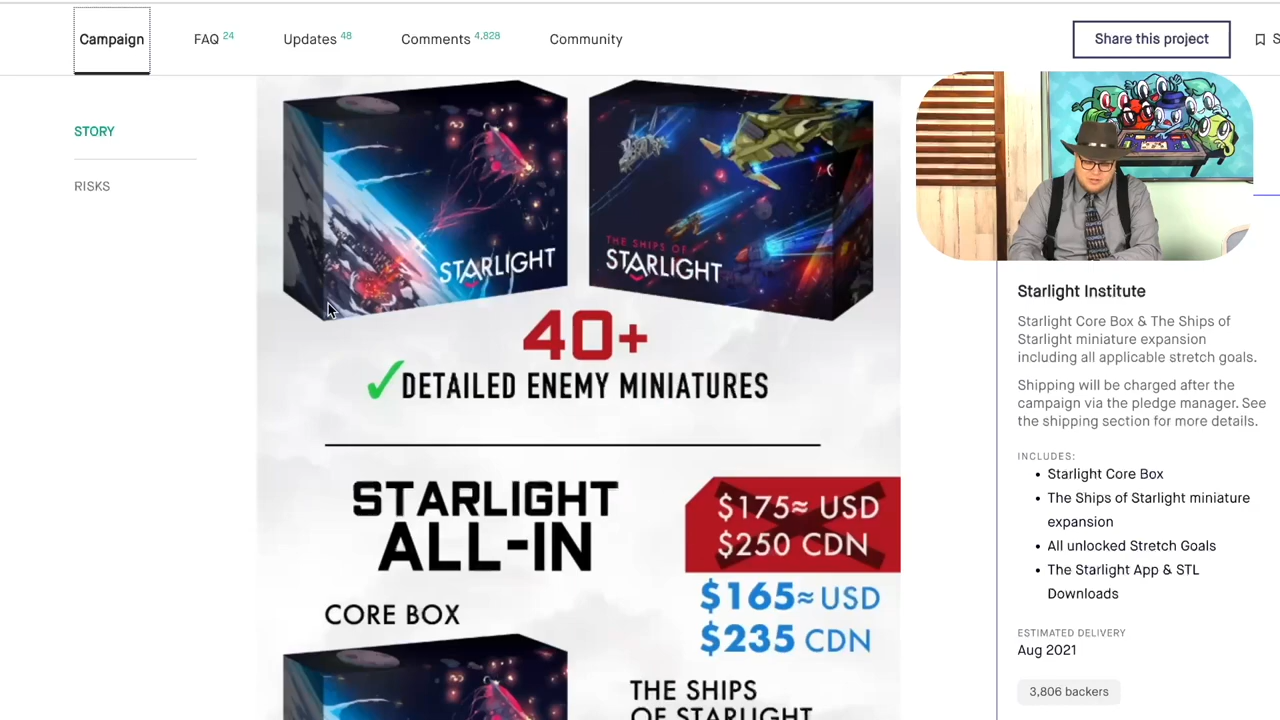 Campaign
FAQ 24
Updates 48
Comments 4,828
Community
Share this project
S
STORY
RISKS
STARLIGHT
THE SHIPS OF
STARLIGHT
40+
DETAILED ENEMY MINIATURES
STARLIGHT
ALL-IN
$175≈ USD
$250 CDN
$165≈ USD
$235 CDN
CORE BOX
THE SHIPS
OF STARLIGHT
Starlight Institute
Starlight Core Box & The Ships of
Starlight miniature expansion
including all applicable stretch goals.
Shipping will be charged after the
campaign via the pledge manager. See
the shipping section for more details.
INCLUDES:
• Starlight Core Box
• The Ships of Starlight miniature
expansion
• All unlocked Stretch Goals
• The Starlight App & STL
Downloads
ESTIMATED DELIVERY
Aug 2021
3,806 backers